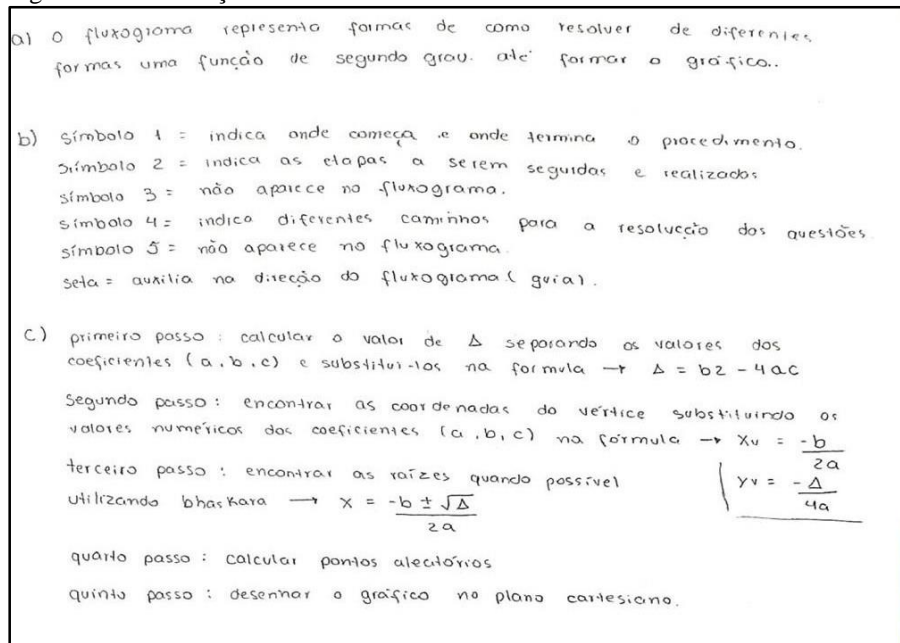 a) o fluxograma representa formas de como resolver de diferentes
formas uma função de segundo grau. até formar o gráfico..
b) símbolo 1 = indica onde começa e onde termina o procedimento.
símbolo 2 = indica as etapas a serem seguidas e realizados
símbolo 3 = não aparece no fluxograma.
símbolo 4 = indica diferentes caminhos para a resolucção dos questões
símbolo 5 = não aparece no fluxograma.
seta = auxilia na direcção do fluxograma (guia).
c) primeiro passo : calcular o valor de Δ separando os valores dos
coeficientes (a, b, c) e substitui-los na formula → Δ = b2 - 4ac
Segundo passo : encontrar as coordenadas do vértice substituindo os
valores numéricos dos coeficientes (a, b, c) na fórmula → Xv = -b/2a
yv = -Δ/4a
terceiro passo : encontrar as raízes quando possível
utilizando bhaskara → x = -b ± √Δ/2a
quarto passo : calcular pontos aleatórios
quinto passo : desenhar o gráfico no plano cartesiano.